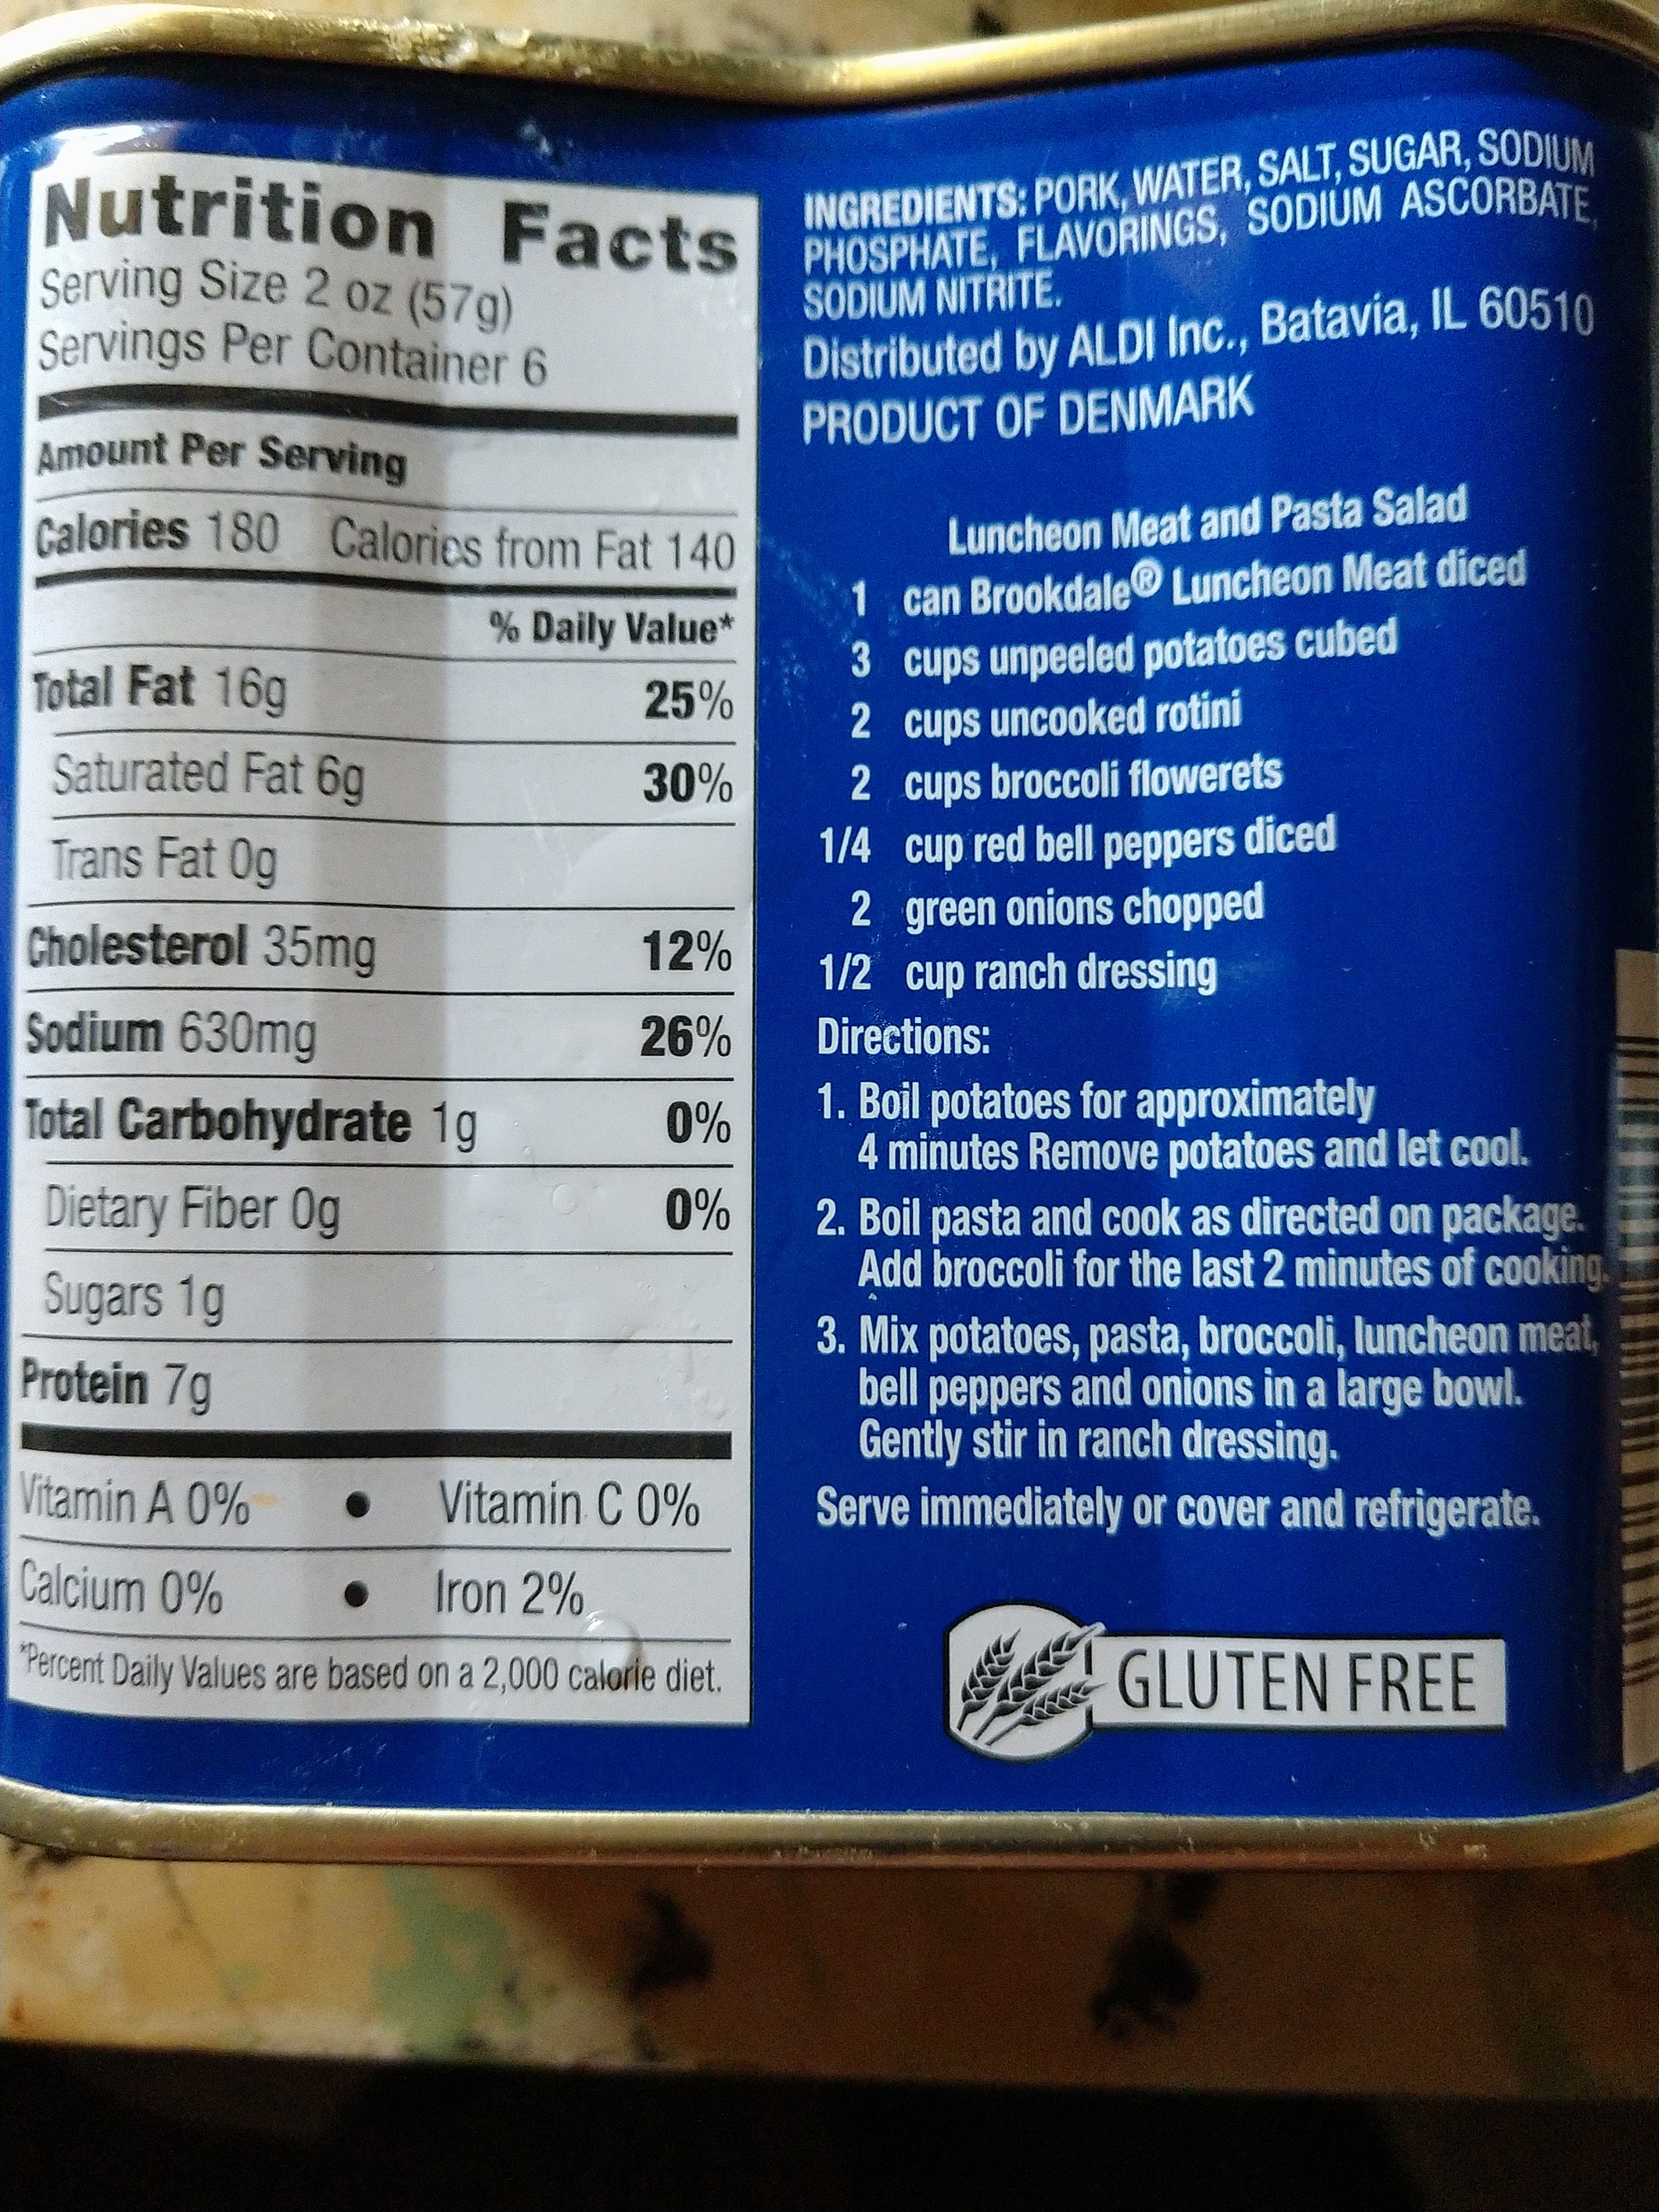 Nutrition Facts
Serving Size 2 oz (57g)
Servings Per Container 6
Amount Per Serving
Calories 180 Calories from Fat 140
% Daily Value*
Total Fat 16g 25%
Saturated Fat 6g 30%
Trans Fat 0g
Cholesterol 35mg 12%
Sodium 630mg 26%
Total Carbohydrate 1g 0%
Dietary Fiber 0g 0%
Sugars 1g
Protein 7g
Vitamin A 0% • Vitamin C 0%
Calcium 0% • Iron 2%
*Percent Daily Values are based on a 2,000 calorie diet.
INGREDIENTS: PORK, WATER, SALT, SUGAR, SODIUM
PHOSPHATE, FLAVORINGS, SODIUM ASCORBATE,
SODIUM NITRITE.
Distributed by ALDI Inc., Batavia, IL 60510
PRODUCT OF DENMARK
Luncheon Meat and Pasta Salad
1 can Brookdale® Luncheon Meat diced
3 cups unpeeled potatoes cubed
2 cups uncooked rotini
2 cups broccoli flowerets
1/4 cup red bell peppers diced
2 green onions chopped
1/2 cup ranch dressing
Directions:
1. Boil potatoes for approximately
4 minutes Remove potatoes and let cool.
2. Boil pasta and cook as directed on package.
Add broccoli for the last 2 minutes of cooking.
3. Mix potatoes, pasta, broccoli, luncheon meat,
bell peppers and onions in a large bowl.
Gently stir in ranch dressing.
Serve immediately or cover and refrigerate.
GLUTEN FREE